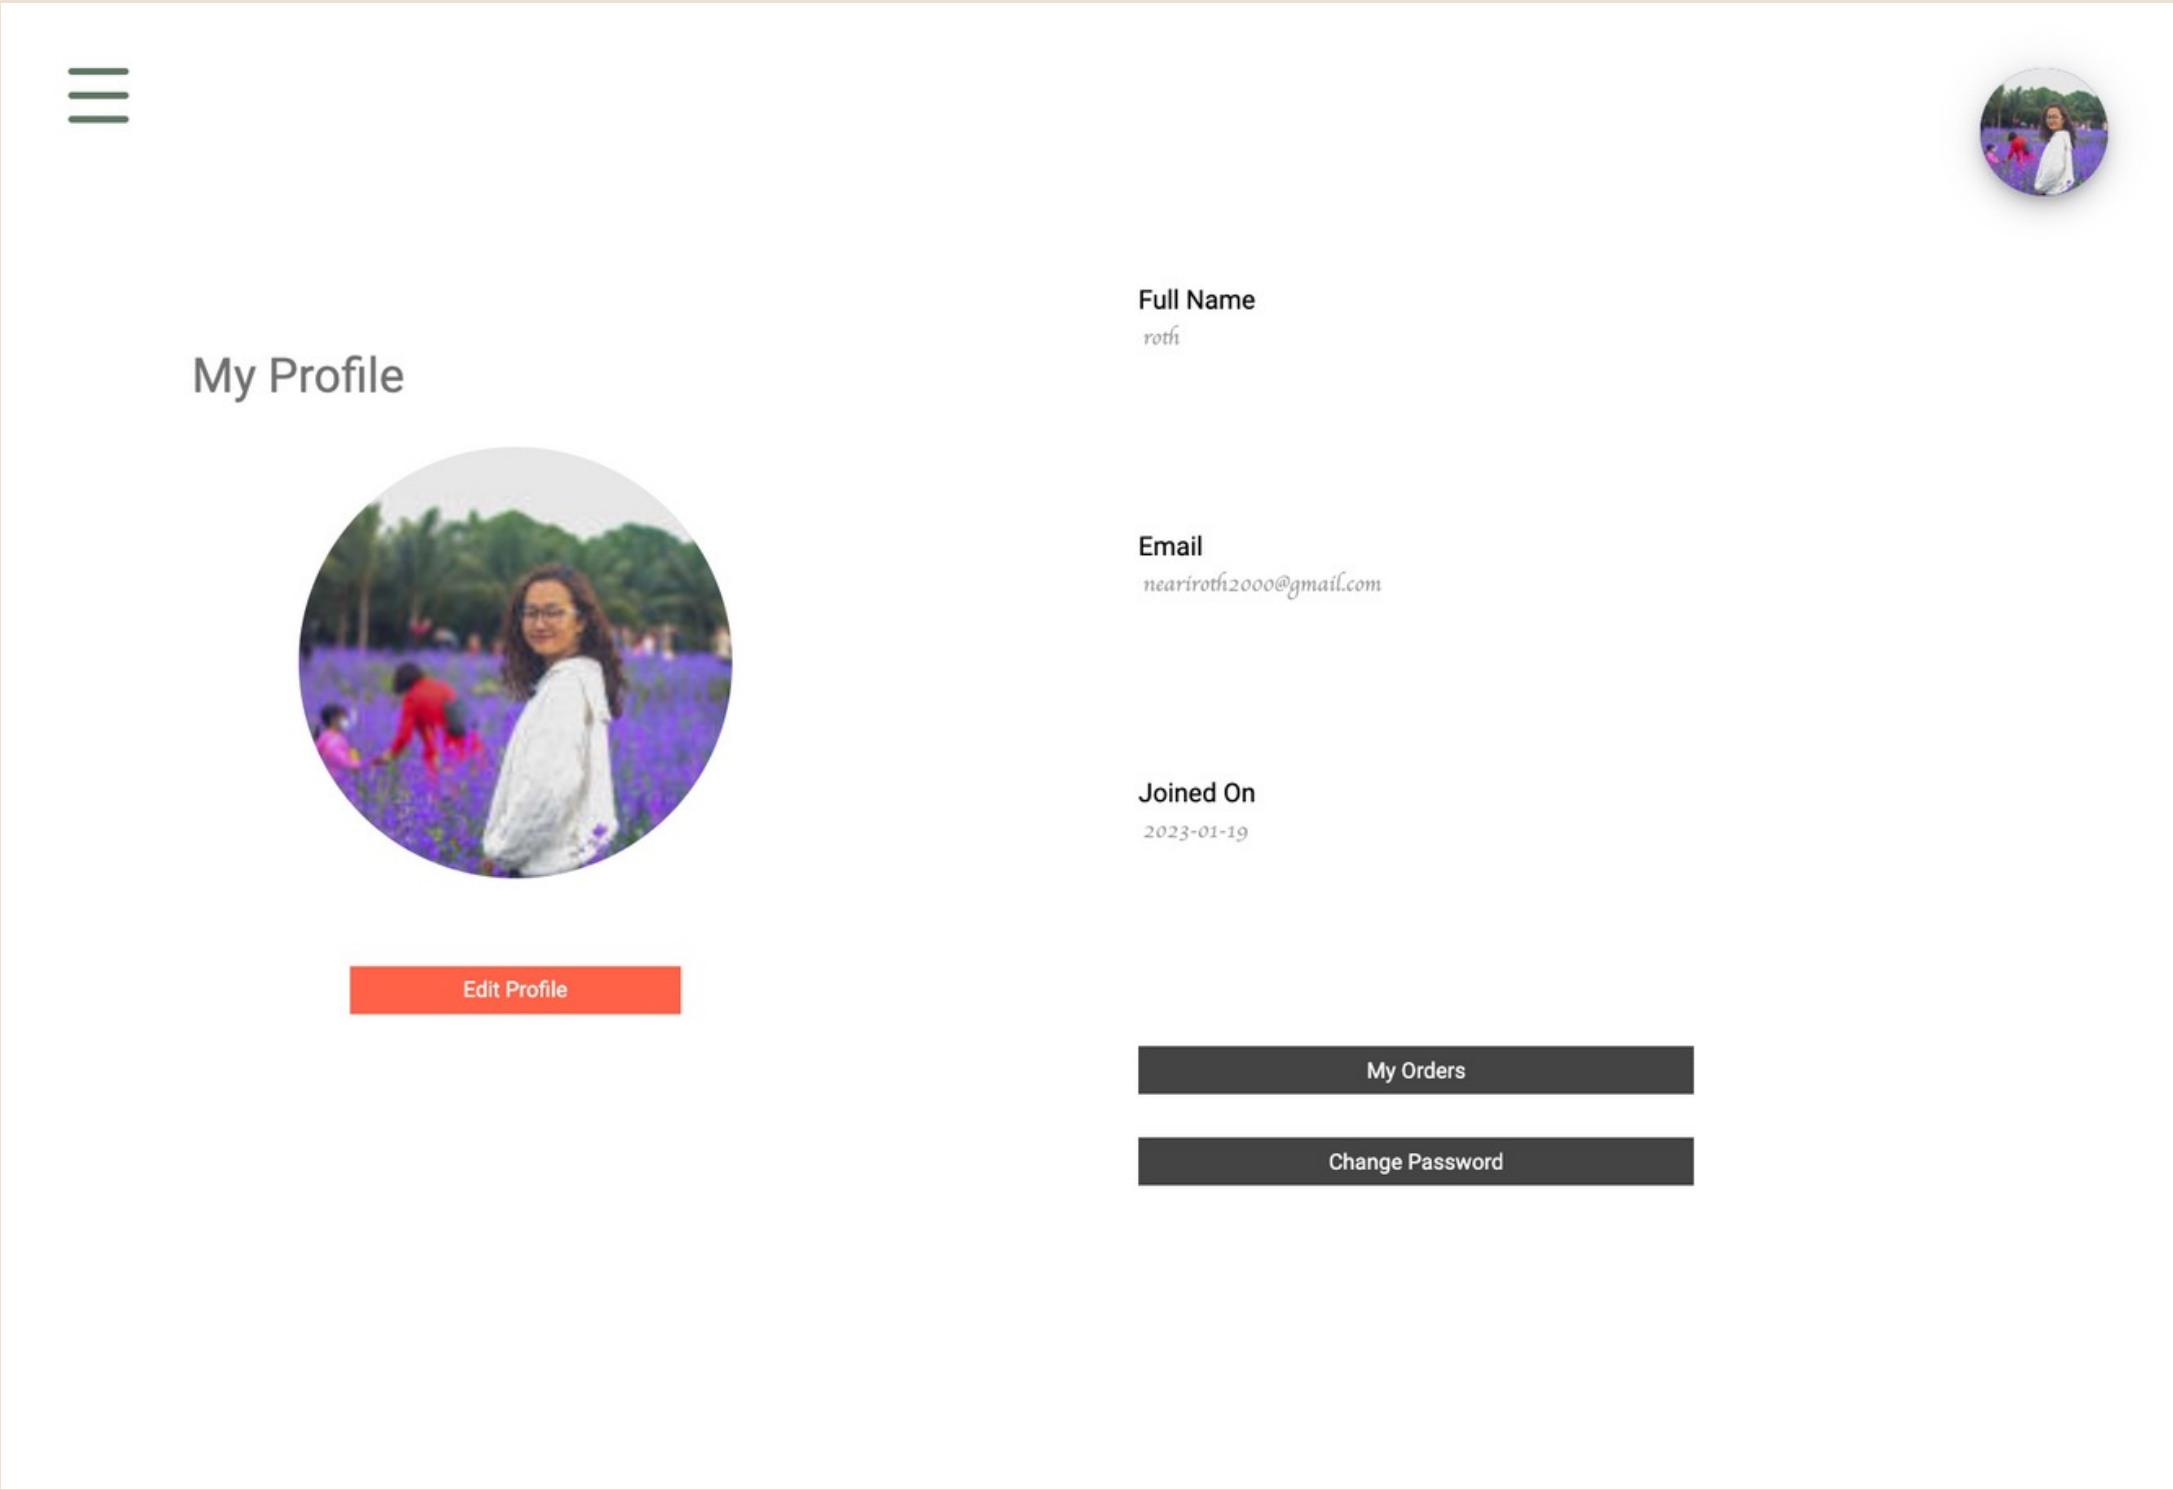 My Profile
Edit Profile
Full Name
roth
Email
neariroth2000@gmail.com
Joined On
2023-01-19
My Orders
Change Password